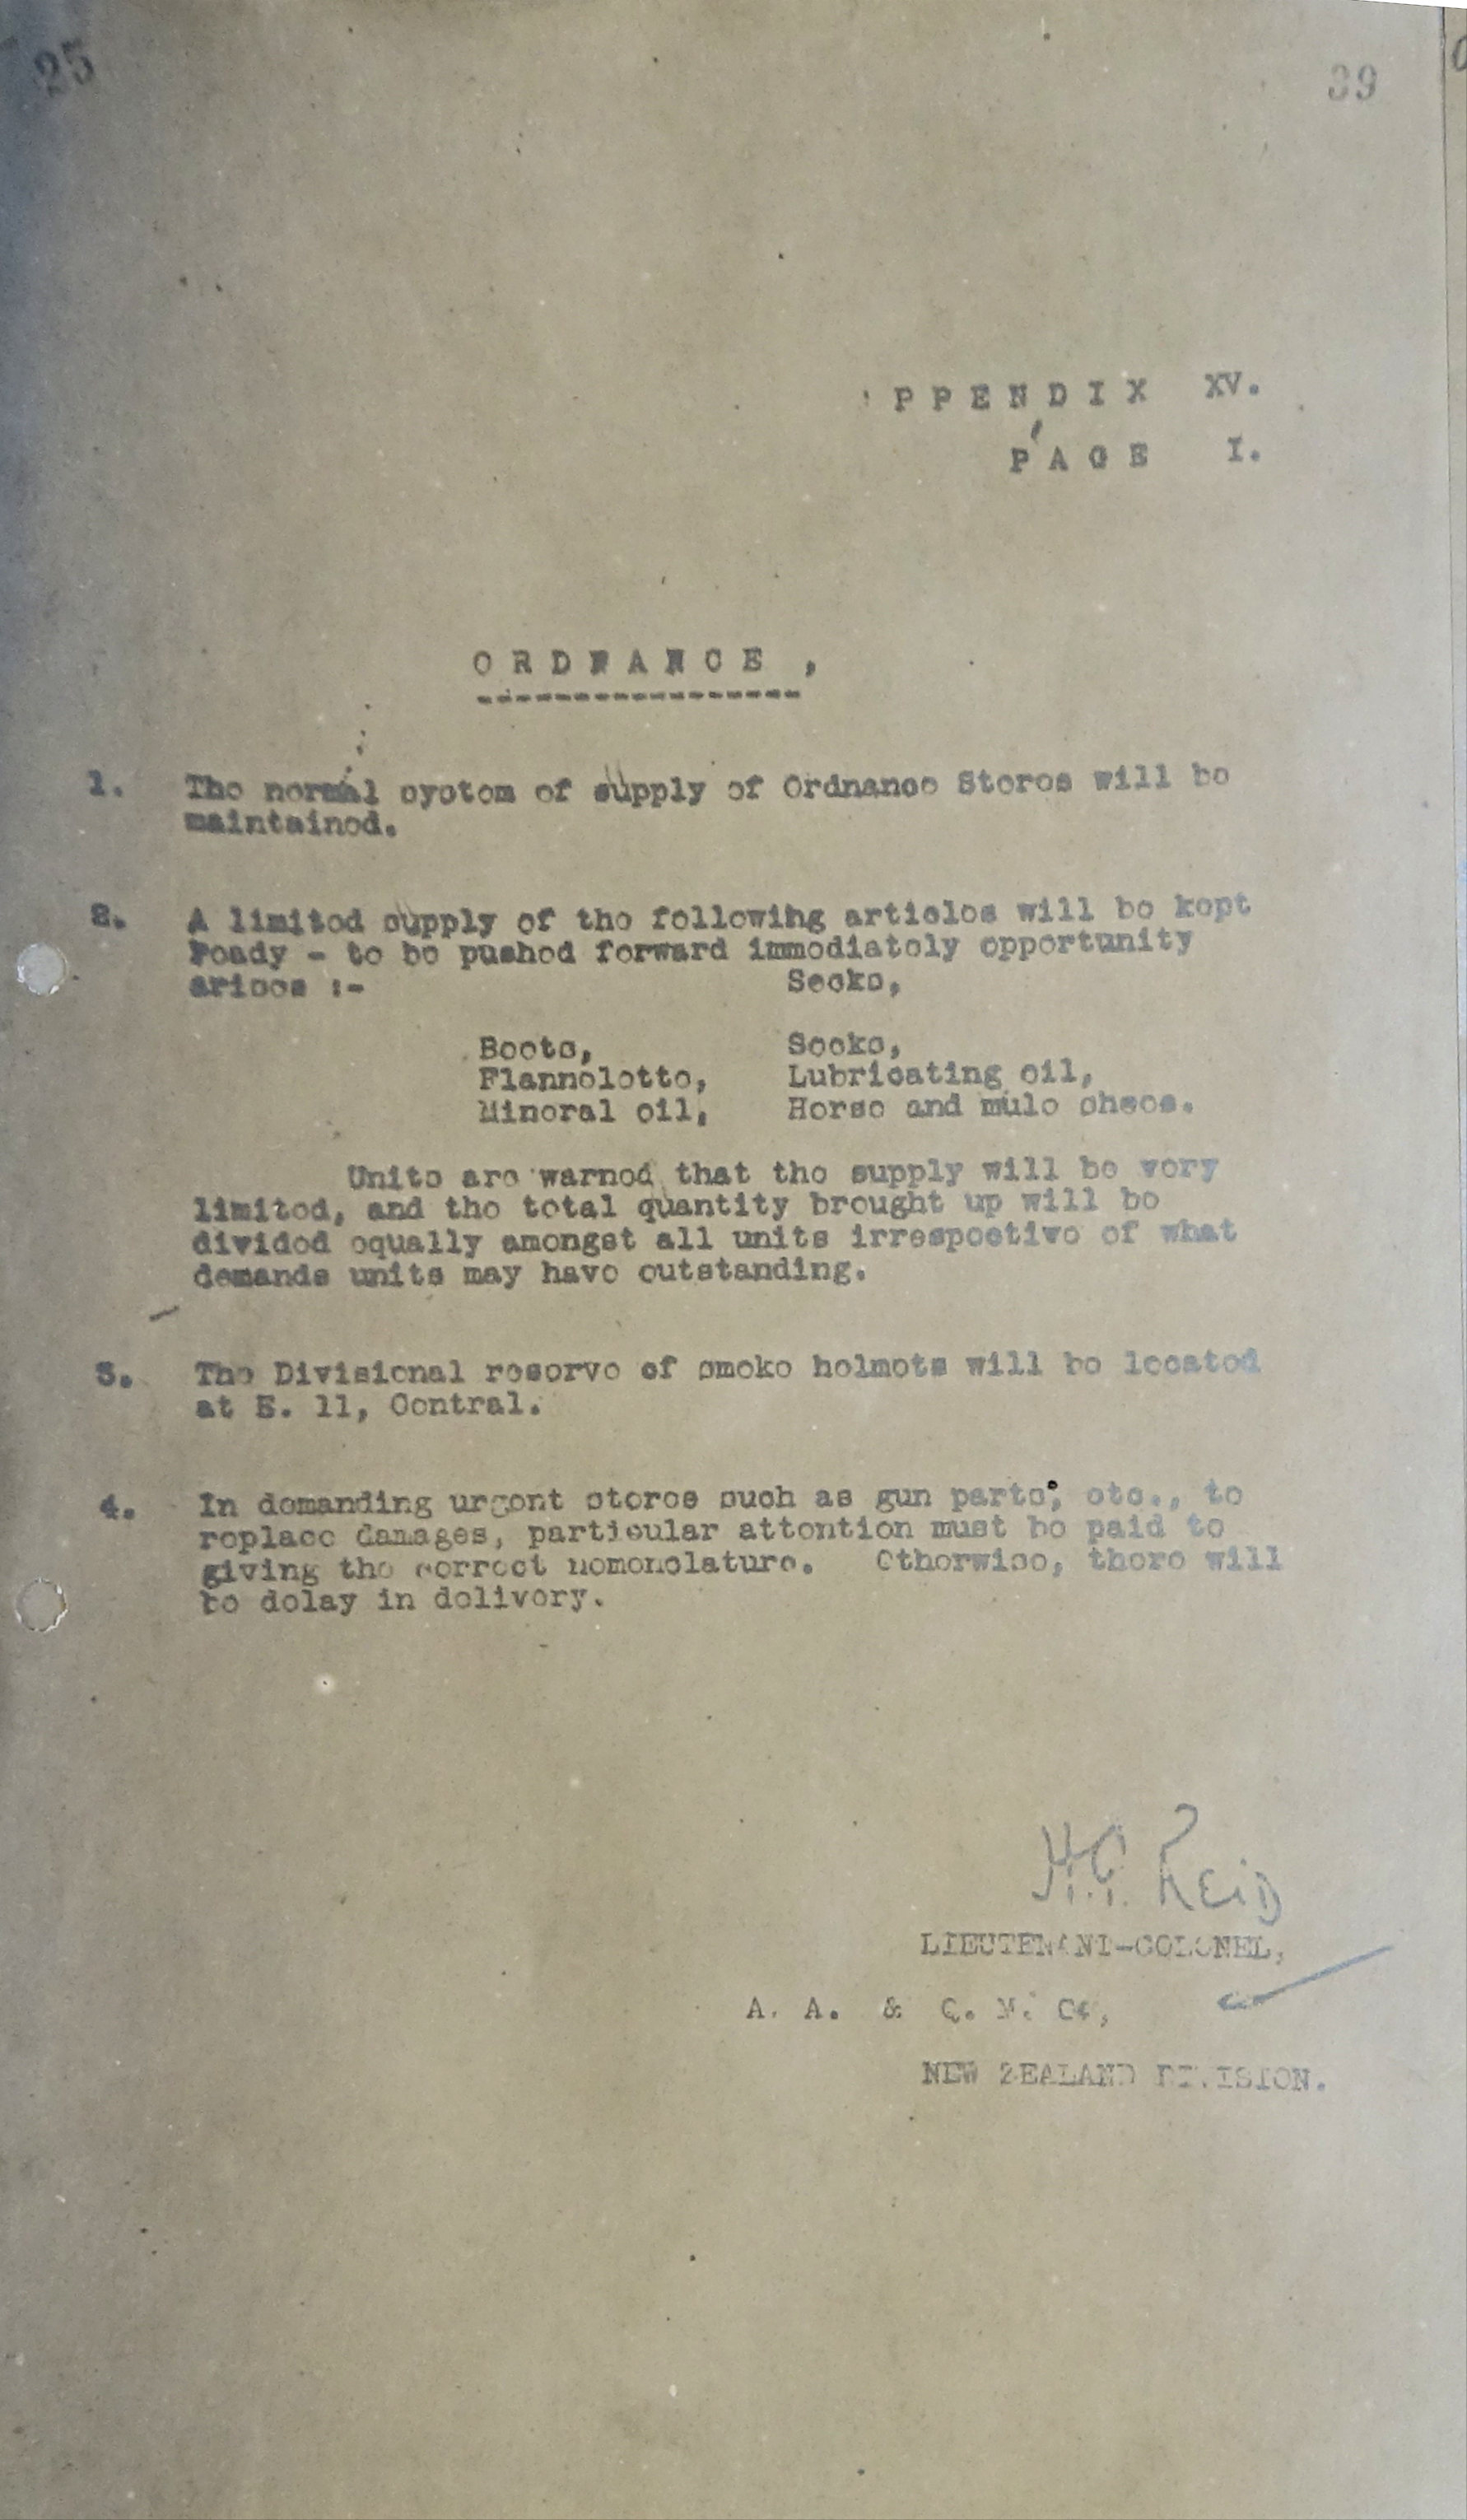 25
39
APPENDIX XV.
PAGE I.
ORDNANCE,
1. The normal system of supply of Ordnance Stores will be
maintained.
2. A limited supply of the following articles will be kept
ready - to be pushed forward immediately opportunity
arises :- Socks,
Boots, Socks,
Flannelette, Lubricating oil,
Mineral oil, Horse and mule shoes.
Units are warned that the supply will be very
limited, and the total quantity brought up will be
divided equally amongst all units irrespective of what
demands units may have outstanding.
3. The Divisional reserve of smoke helmets will be located
at E. 11, Central.
4. In demanding urgent stores such as gun parts, etc., to
replace damages, particular attention must be paid to
giving the correct nomenclature. Otherwise, there will
be delay in delivery.
H.G. Reid
LIEUTENANT-COLONEL,
A. A. & Q. M. G.,
NEW ZEALAND DIVISION.